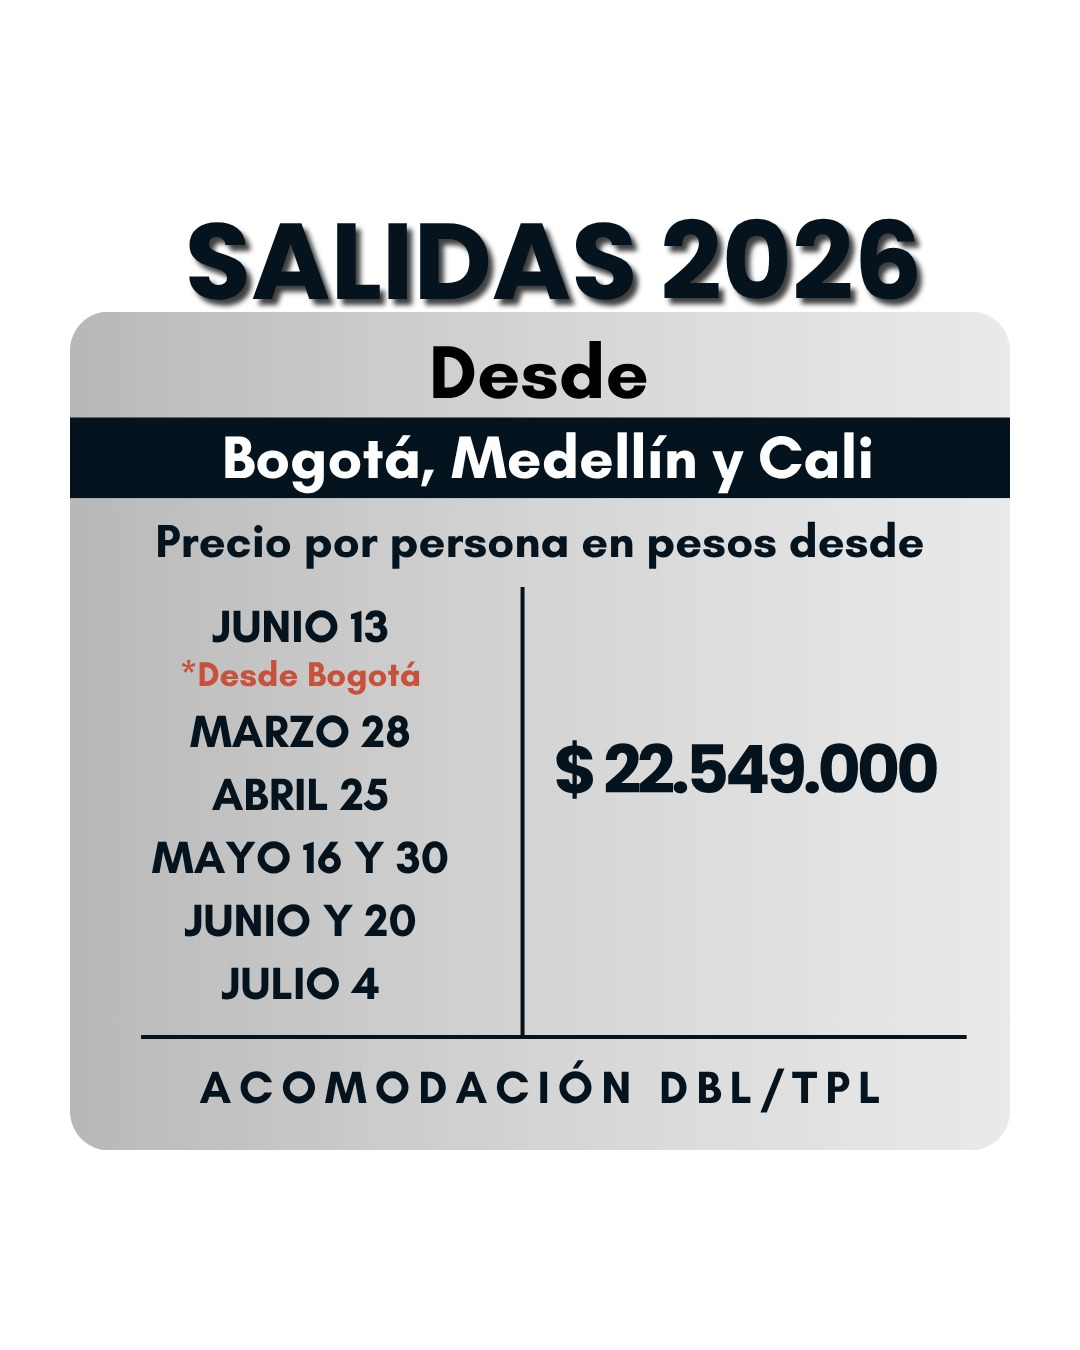 SALIDAS 2026
Desde
Bogotá, Medellín y Cali
Precio por persona en pesos desde
JUNIO 13
*Desde Bogotá
MARZO 28
ABRIL 25
MAYO 16 Y 30
JUNIO Y 20
JULIO 4
$ 22.549.000
ACOMODACIÓN DBL/TPL